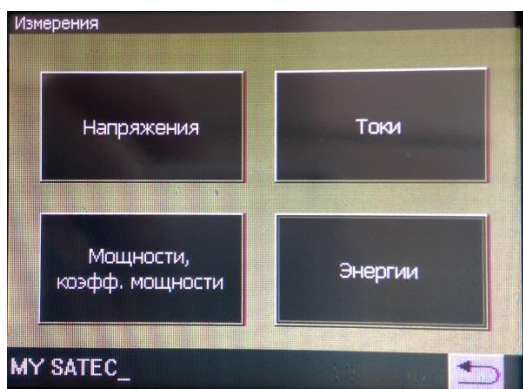 Измерения
Напряжения
Токи
Мощности,
коэфф. мощности
Энергии
MY SATEC_